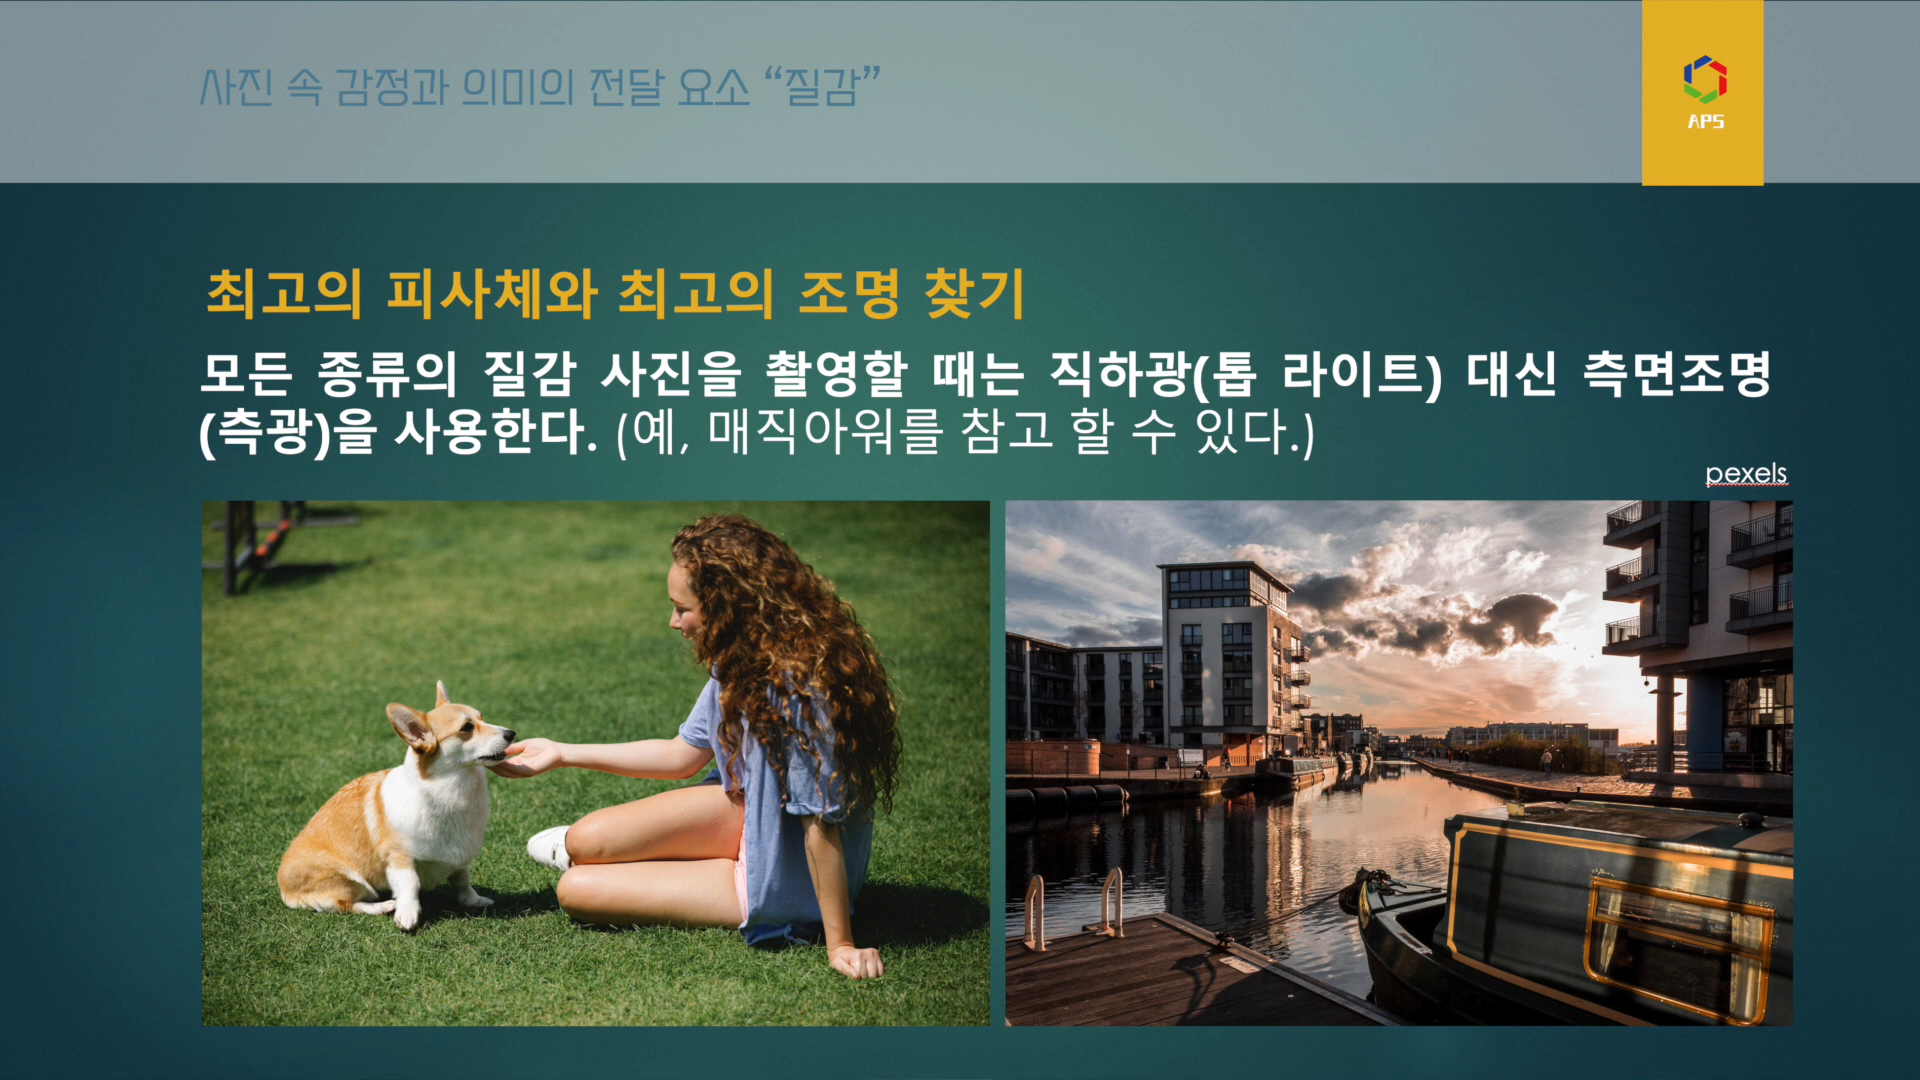 사진 속 감정과 의미의 전달 요소 “질감”
APS
최고의 피사체와 최고의 조명 찾기
모든 종류의 질감 사진을 촬영할 때는 직하광(톱 라이트) 대신 측면조명
(측광)을 사용한다. (예, 매직아워를 참고 할 수 있다.)
pexels